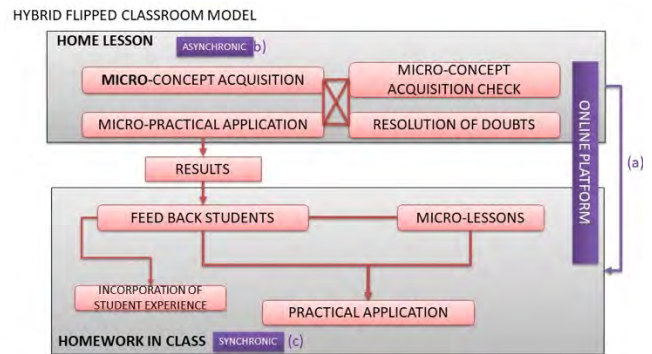 HYBRID FLIPPED CLASSROOM MODEL
HOME LESSON
ASYNCHRONIC
b)
MICRO-CONCEPT ACQUISITION
MICRO-CONCEPT
ACQUISITION CHECK
MICRO-PRACTICAL APPLICATION
RESOLUTION OF DOUBTS
ONLINE PLATFORM
(a)
RESULTS
FEED BACK STUDENTS
MICRO-LESSONS
INCORPORATION OF
STUDENT EXPERIENCE
PRACTICAL APPLICATION
HOMEWORK IN CLASS
SYNCHRONIC
(c)